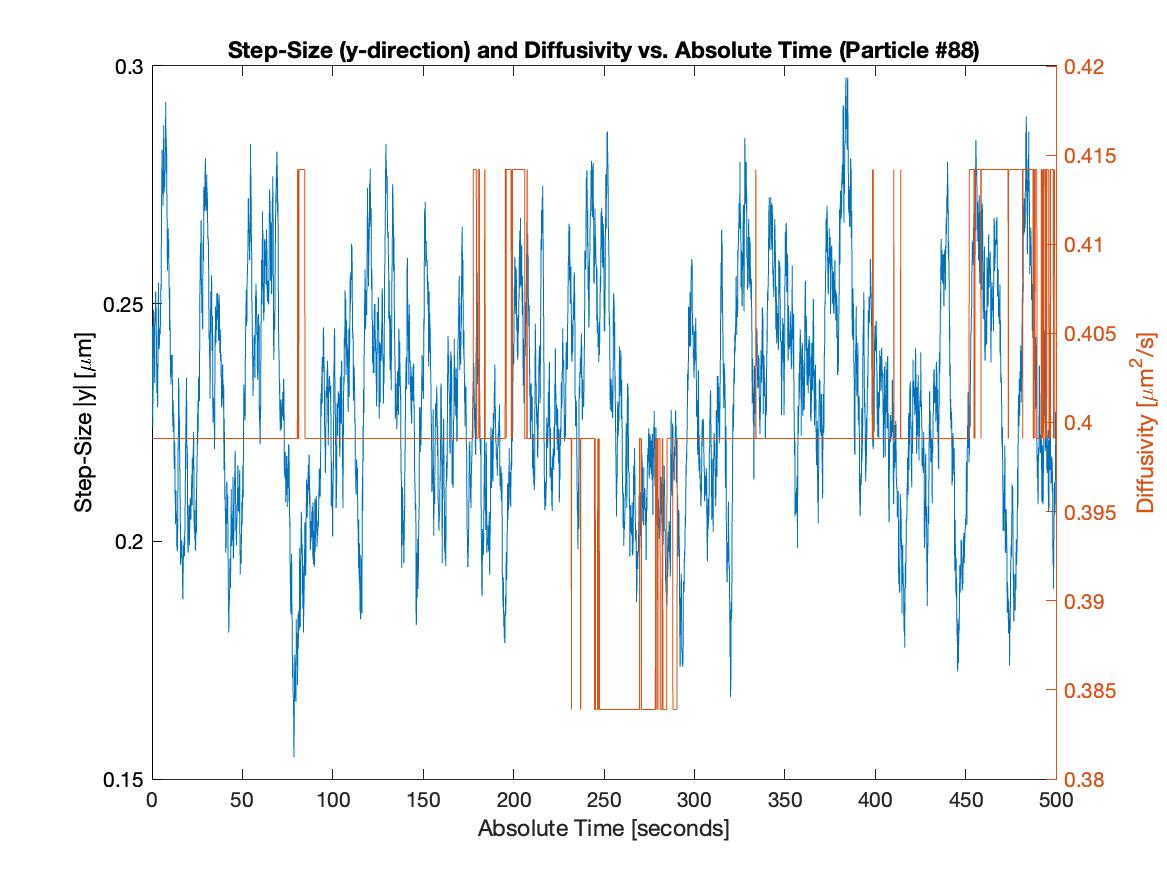 Step-Size (y-direction) and Diffusivity vs. Absolute Time (Particle #88)
0.3
0.25
0.2
0.15
Step-Size |y| [μm]
0.42
0.415
0.41
0.405
0.4
0.395
0.39
0.385
0.38
Diffusivity [μm²/s]
0 50 100 150 200 250 300 350 400 450 500
Absolute Time [seconds]